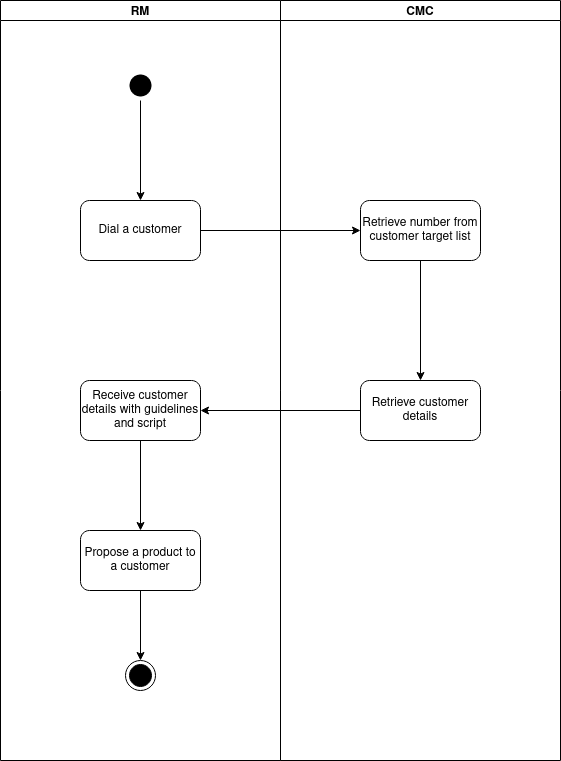 RM
CMC
Dial a customer
Retrieve number from
customer target list
Receive customer
details with guidelines
and script
Retrieve customer
details
Propose a product to
a customer